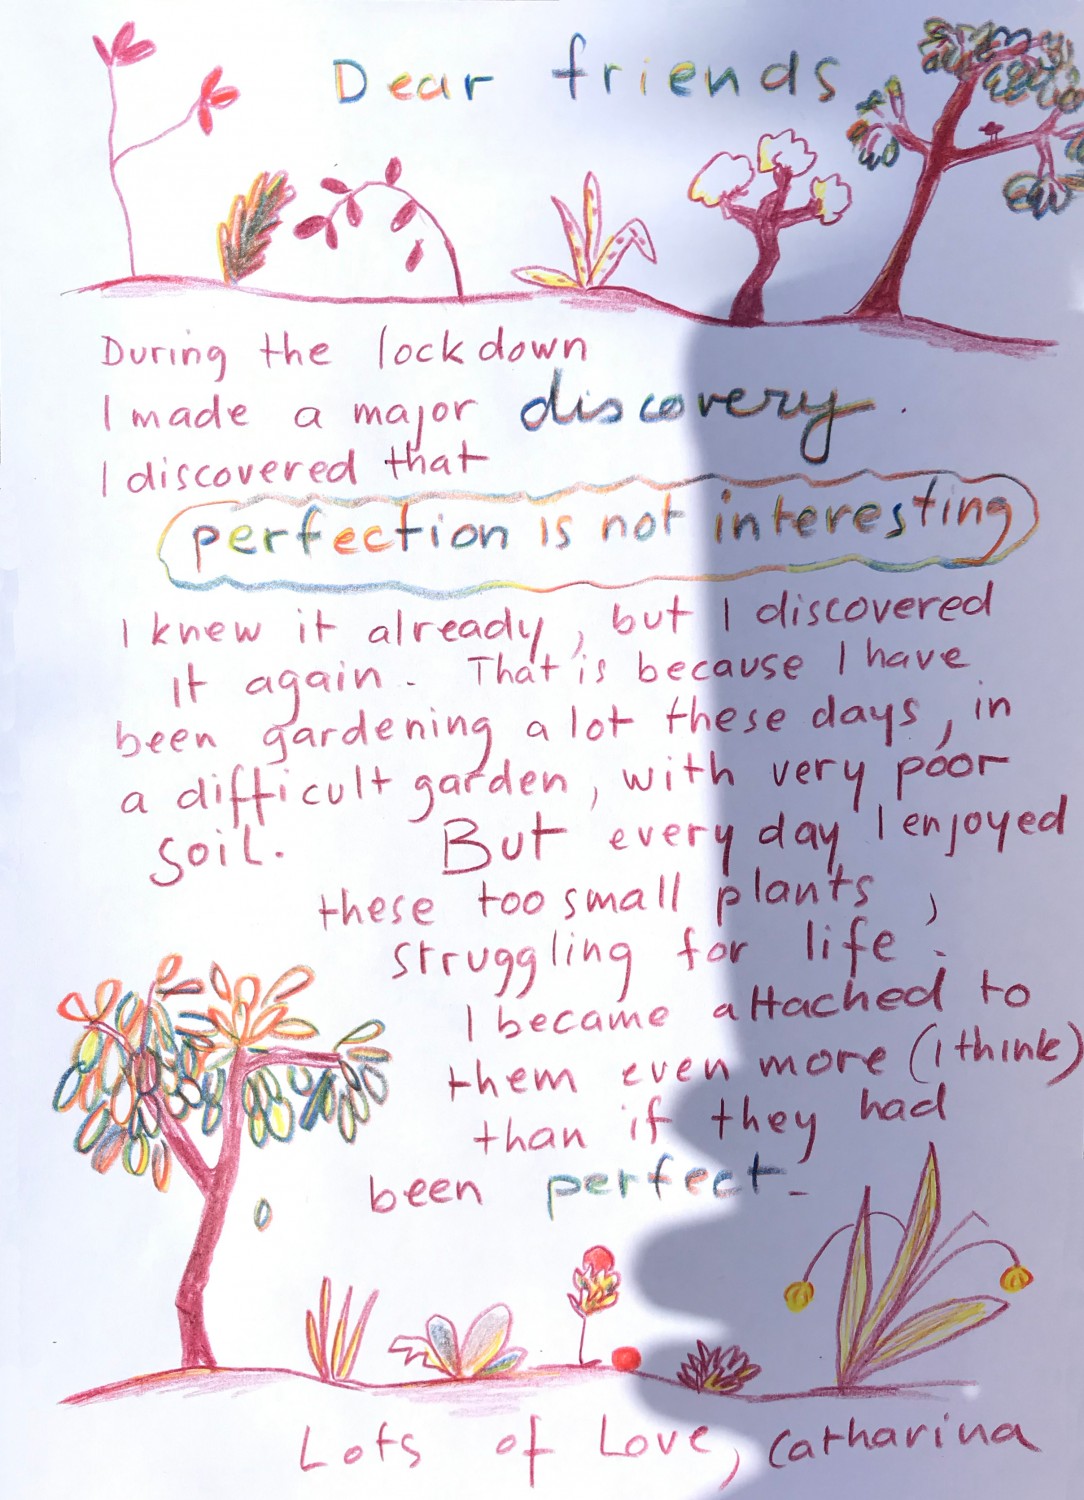 Dear friends
During the lockdown
I made a major discovery.
I discovered that
perfection is not interesting
I knew it already, but I discovered
it again. That is because I have
been gardening a lot these days, in
a difficult garden, with very poor
soil. But every day I enjoyed
these too small plants,
struggling for life.
I became attached to
them even more (I think)
than if they had
been perfect.
Lots of Love, Catharina